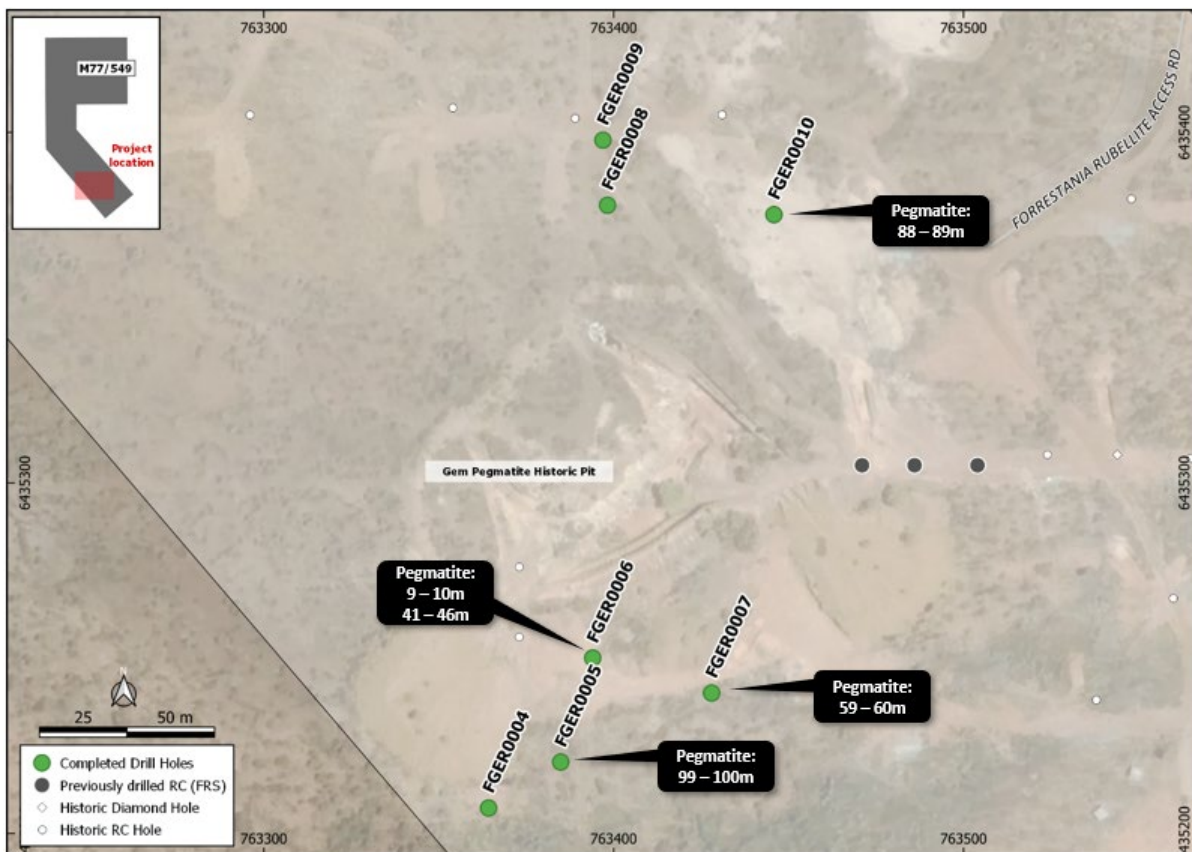 763300
763400
763500
M77/549
Project
location
FGER0009
FGER0008
FGER0010
FORRESTANIA RUBELLITE ACCESS RD
6435400
Pegmatite:
88 – 89m
6435300
Gem Pegmatite Historic Pit
6435300
Pegmatite:
9 – 10m
41 – 46m
FGER0006
FGER0007
FGER0005
FGER0004
Pegmatite:
59 – 60m
Pegmatite:
99 – 100m
N
25
50 m
Completed Drill Holes
Previously drilled RC (FRS)
Historic Diamond Hole
Historic RC Hole
763300
763400
763500
6435200